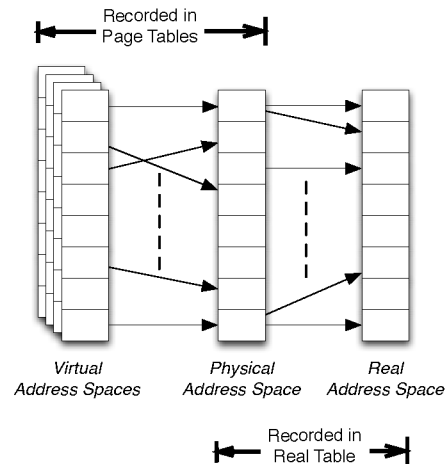 Recorded in
Page Tables
Virtual
Address Spaces
Physical
Address Space
Real
Address Space
Recorded in
Real Table